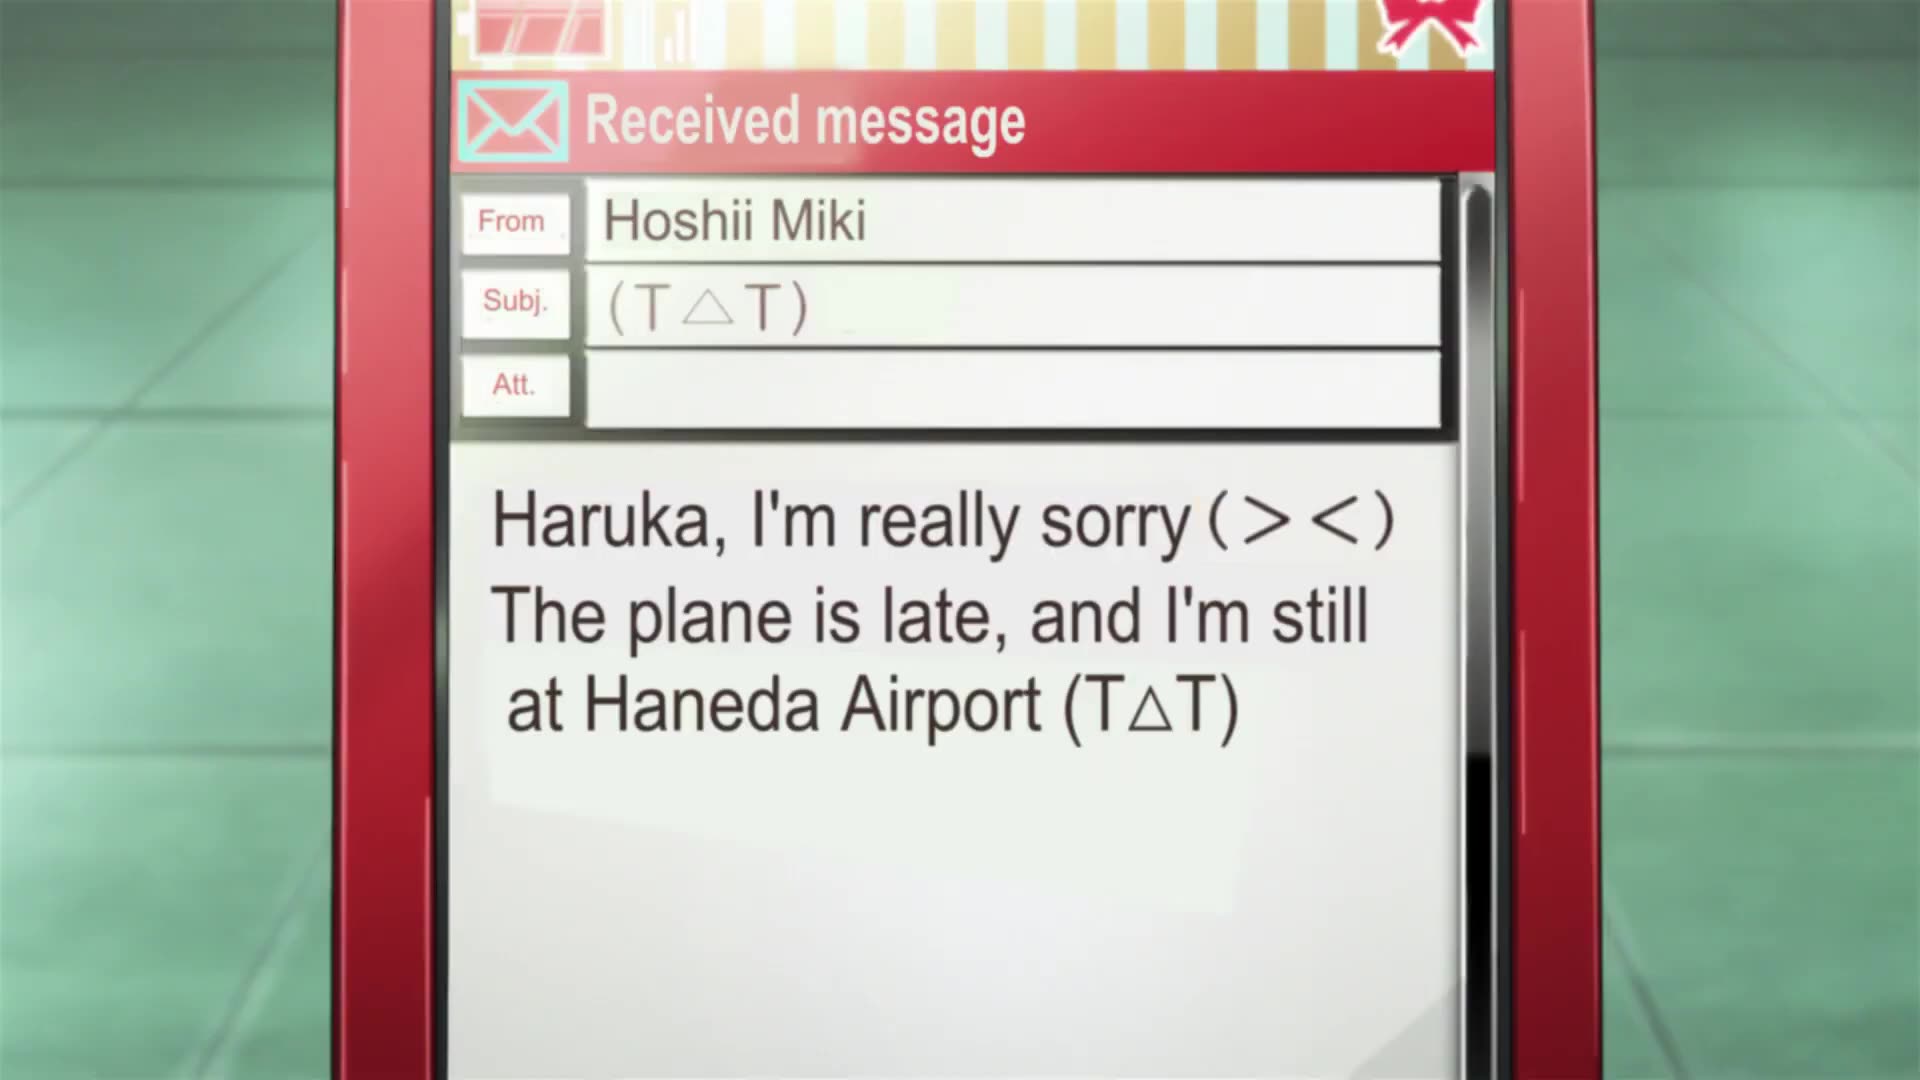 Received message
From Hoshii Miki
Subj. (T△T)
Att.
Haruka, I'm really sorry(＞＜)
The plane is late, and I'm still
at Haneda Airport (T△T)